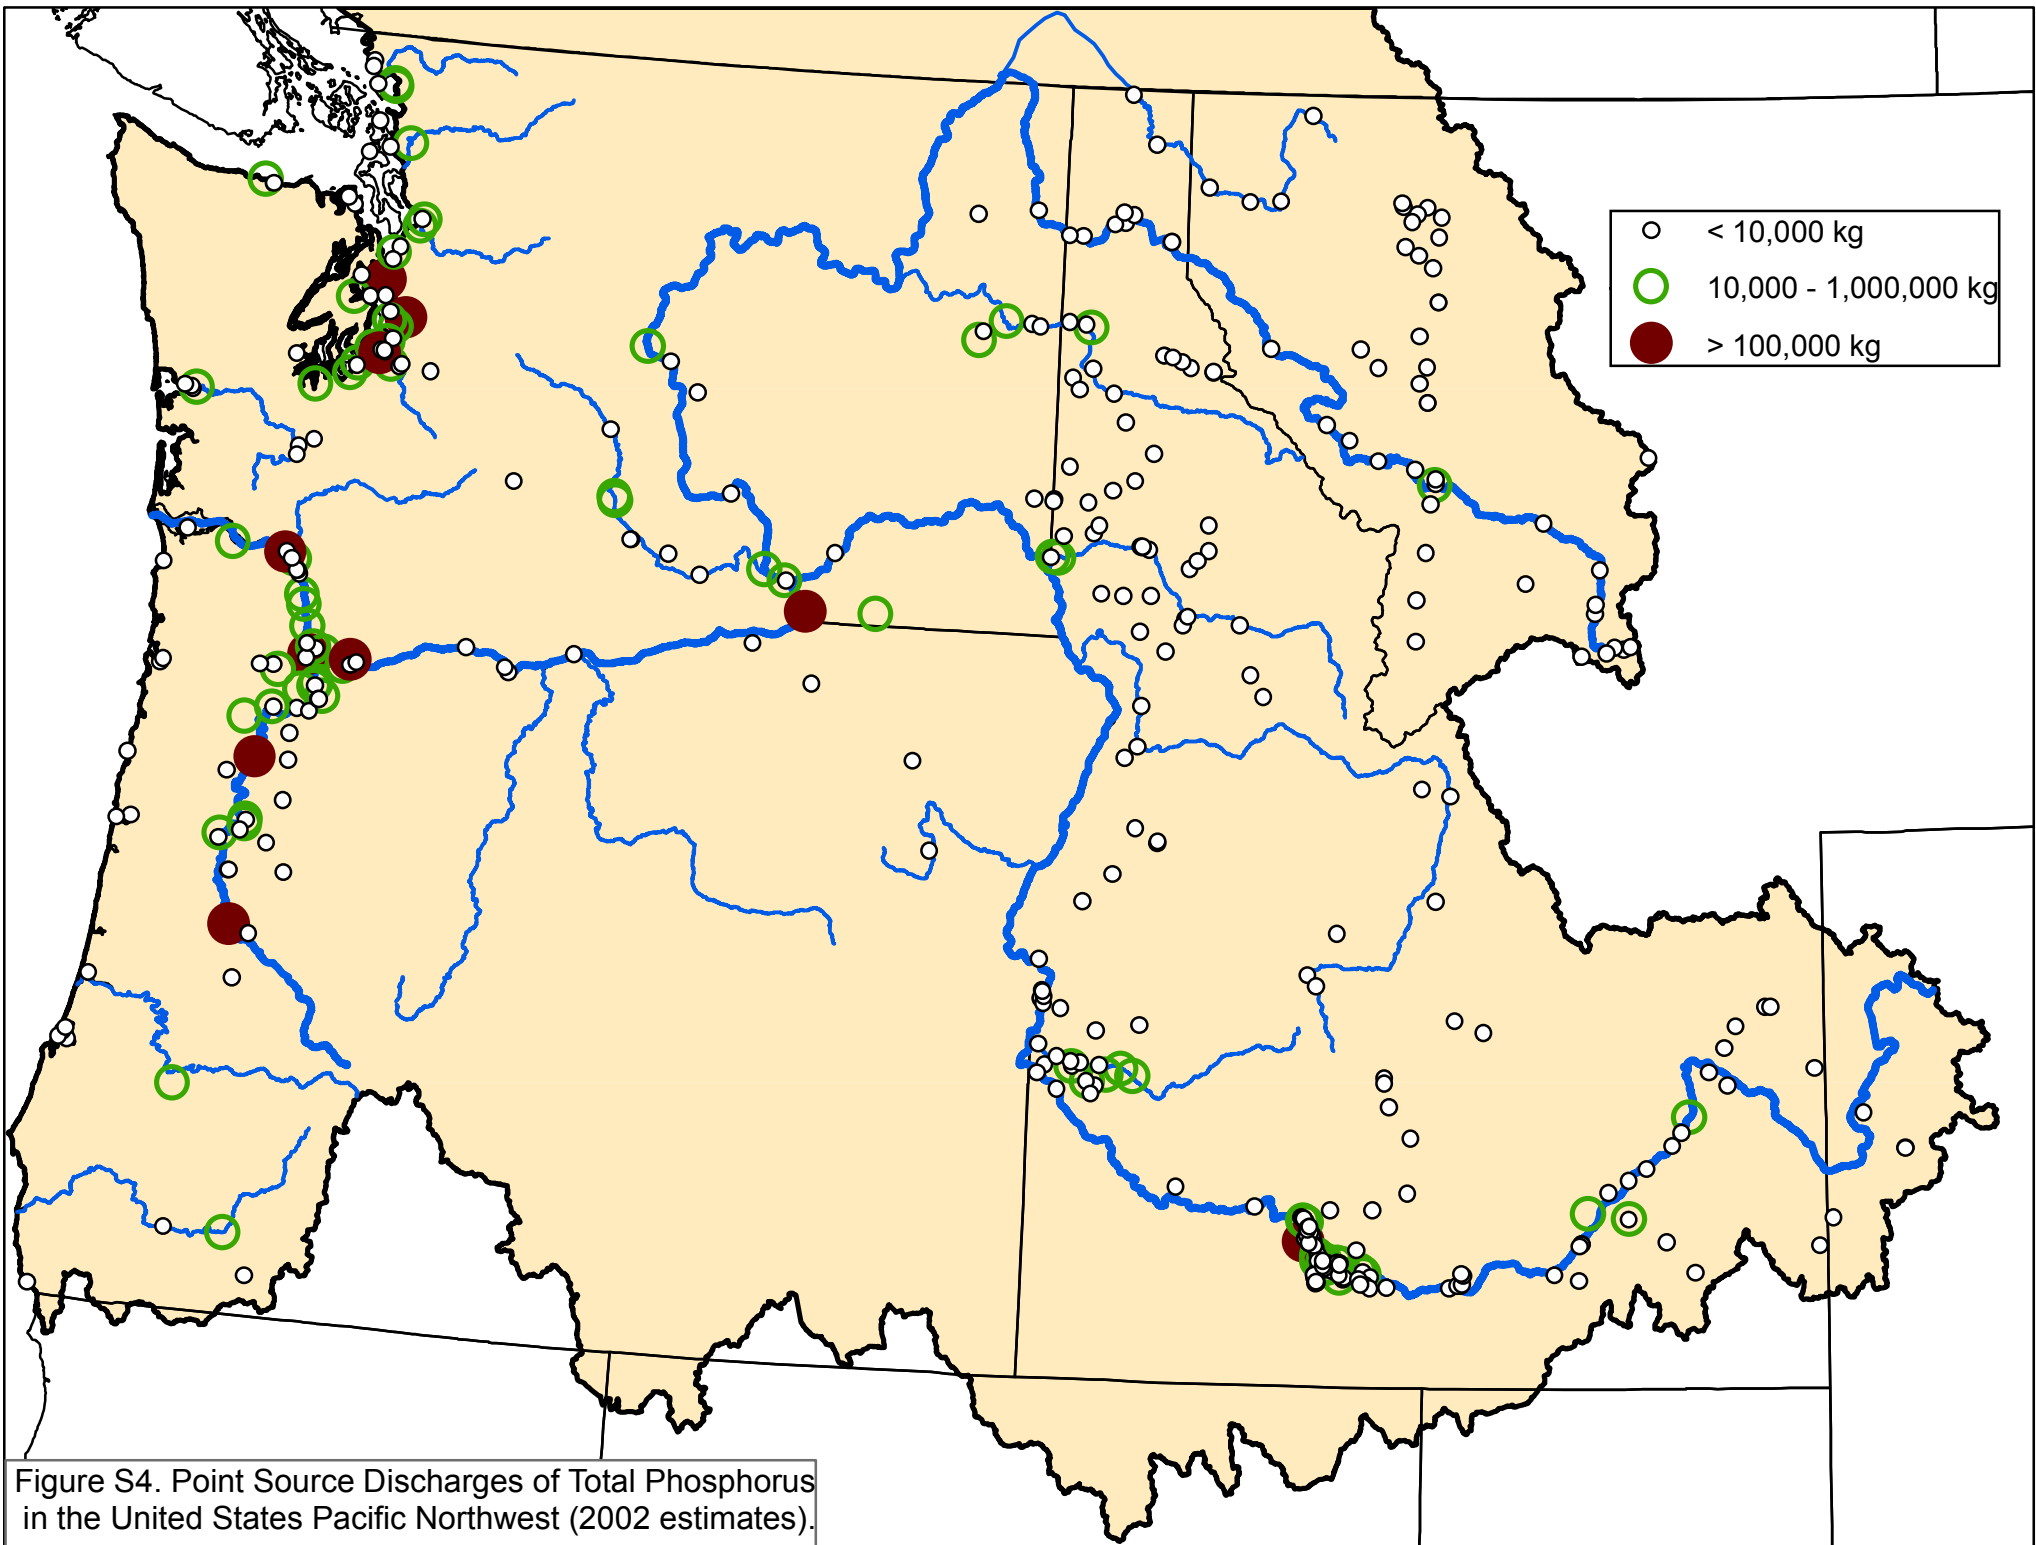 < 10,000 kg
10,000 - 1,000,000 kg
> 100,000 kg
Figure S4. Point Source Discharges of Total Phosphorus
in the United States Pacific Northwest (2002 estimates).